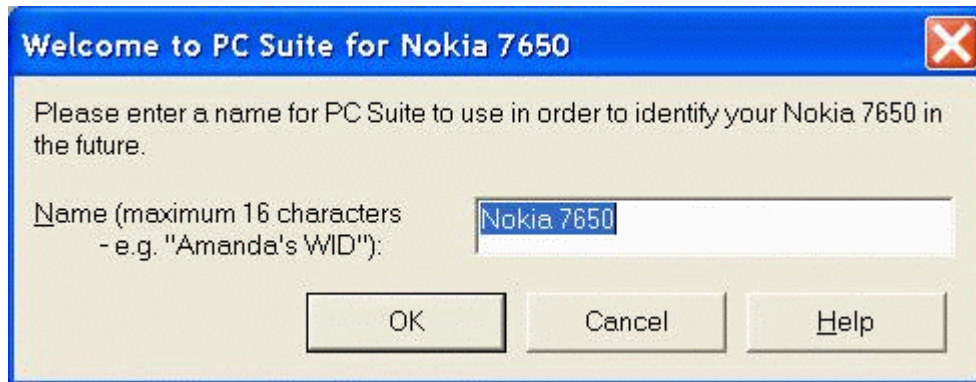 Welcome to PC Suite for Nokia 7650
Please enter a name for PC Suite to use in order to identify your Nokia 7650 in
the future.
Name (maximum 16 characters
- e.g. "Amanda's WID"):
Nokia 7650
OK
Cancel
Help